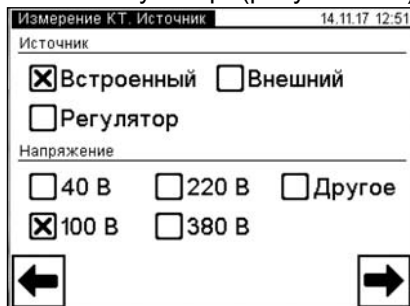 Измерение КТ. Источник 14.11.17 12:51
Источник
Встроенный Внешний
Регулятор
Напряжение
40 В 220 В Другое
100 В 380 В